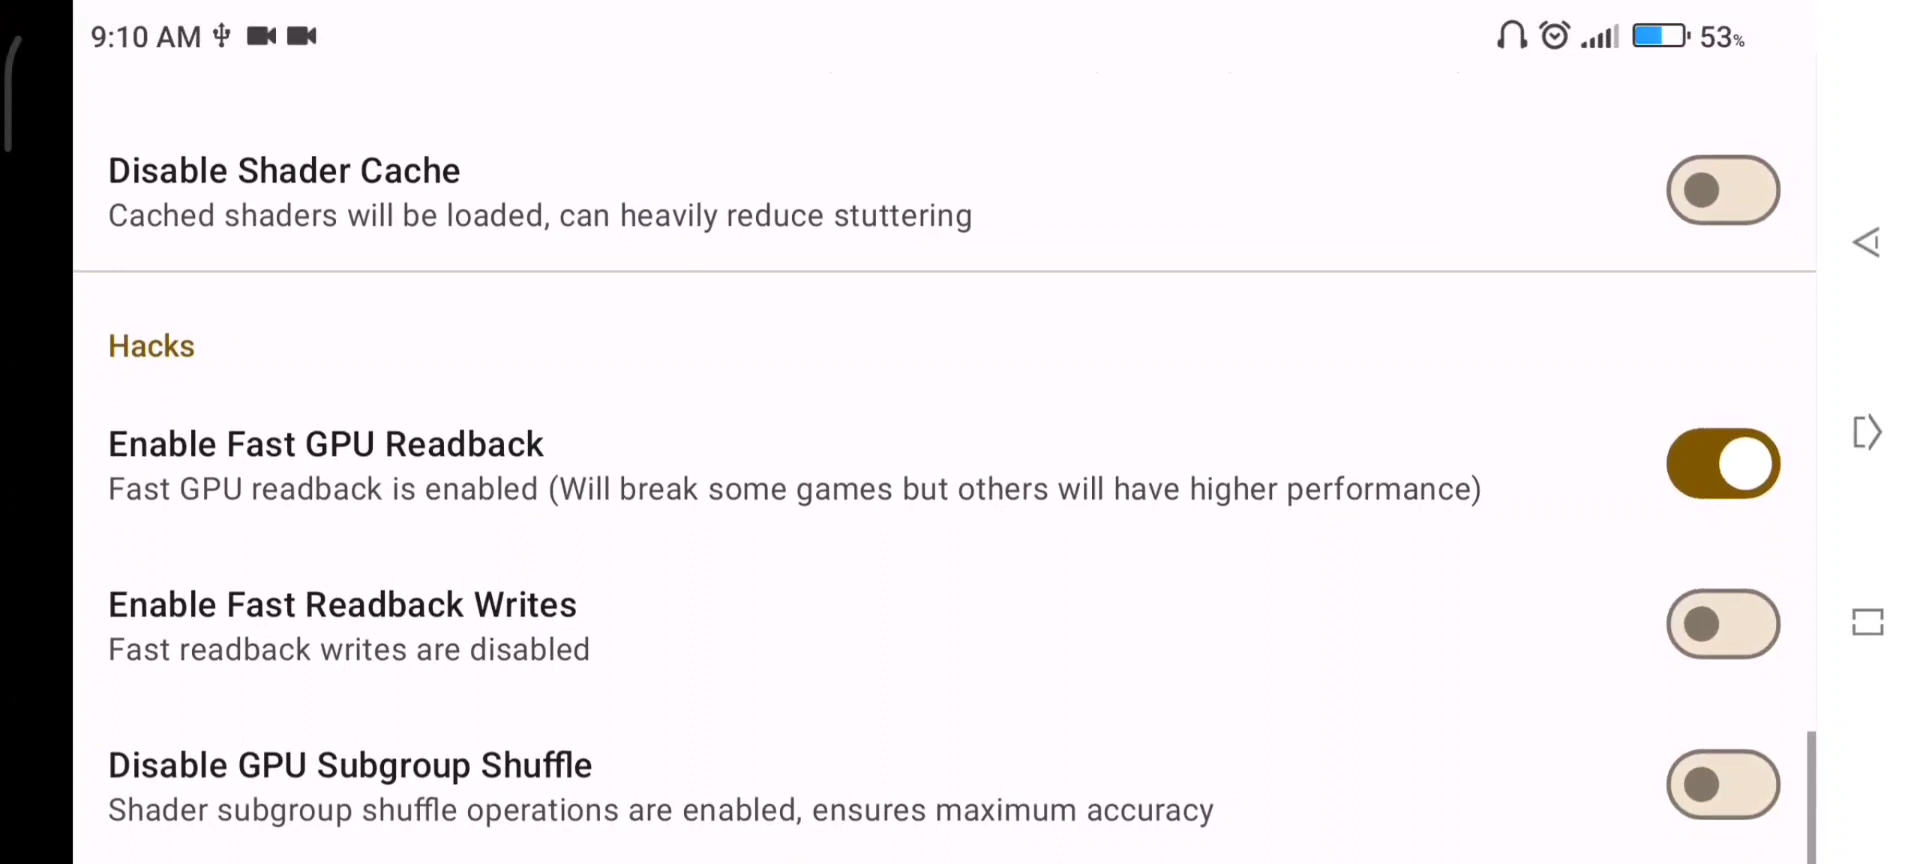 9:10 AM
53%
Disable Shader Cache
Cached shaders will be loaded, can heavily reduce stuttering
Hacks
Enable Fast GPU Readback
Fast GPU readback is enabled (Will break some games but others will have higher performance)
Enable Fast Readback Writes
Fast readback writes are disabled
Disable GPU Subgroup Shuffle
Shader subgroup shuffle operations are enabled, ensures maximum accuracy